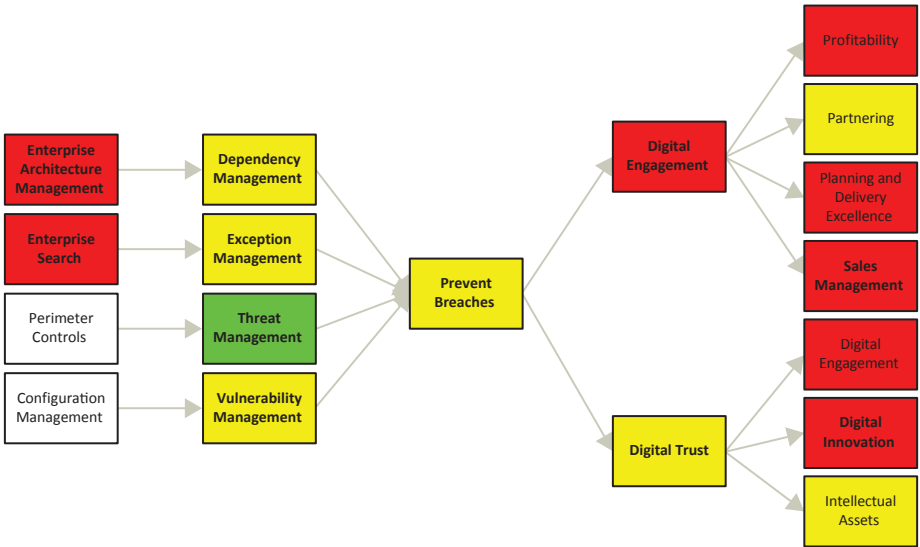 Enterprise
Architecture
Management
Enterprise
Search
Perimeter
Controls
Configuration
Management
Dependency
Management
Exception
Management
Threat
Management
Vulnerability
Management
Prevent
Breaches
Digital
Engagement
Digital Trust
Profitability
Partnering
Planning and
Delivery
Excellence
Sales
Management
Digital
Engagement
Digital
Innovation
Intellectual
Assets